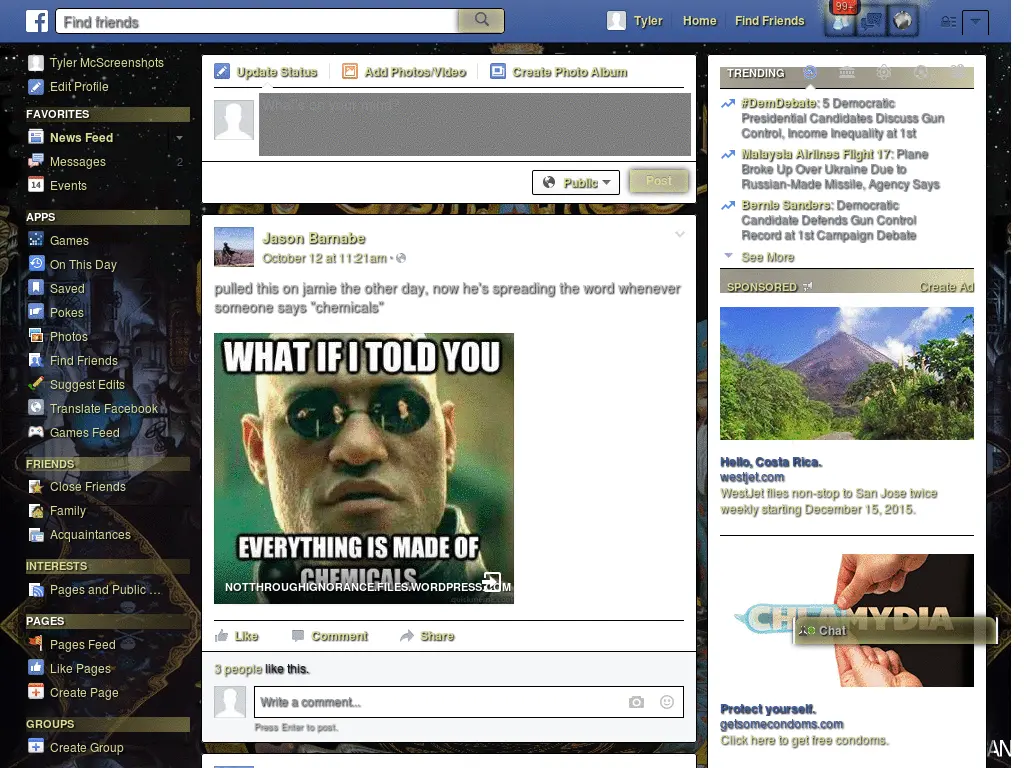 f
Find friends
Tyler
Home
Find Friends
99+
Tyler McScreenshots
Edit Profile
FAVORITES
News Feed
Messages
2
14
Events
APPS
Games
On This Day
Saved
Pokes
Photos
Find Friends
Suggest Edits
Translate Facebook
Games Feed
FRIENDS
Close Friends
Family
Acquaintances
INTERESTS
Pages and Public ...
PAGES
Pages Feed
Like Pages
Create Page
GROUPS
Create Group
Update Status
Add Photos/Video
Create Photo Album
What's on your mind?
Public
Post
Jason Barnabe
October 12 at 11:21am ·
pulled this on jamie the other day, now he's spreading the word whenever
someone says "chemicals"
WHAT IF I TOLD YOU
EVERYTHING IS MADE OF
CHEMICALS
NOTTHROUGHIGNORANCE.FILES.WORDPRESS.COM
Like
Comment
Share
3 people like this.
Write a comment...
Press Enter to post.
TRENDING
#DemDebate: 5 Democratic
Presidential Candidates Discuss Gun
Control, Income Inequality at 1st
Malaysia Airlines Flight 17: Plane
Broke Up Over Ukraine Due to
Russian-Made Missile, Agency Says
Bernie Sanders: Democratic
Candidate Defends Gun Control
Record at 1st Campaign Debate
See More
SPONSORED
Create Ad
Hello, Costa Rica.
westjet.com
WestJet flies non-stop to San Jose twice
weekly starting December 15, 2015.
CHLAMYDIA
Chat
Protect yourself.
getsomecondoms.com
Click here to get free condoms.
AN